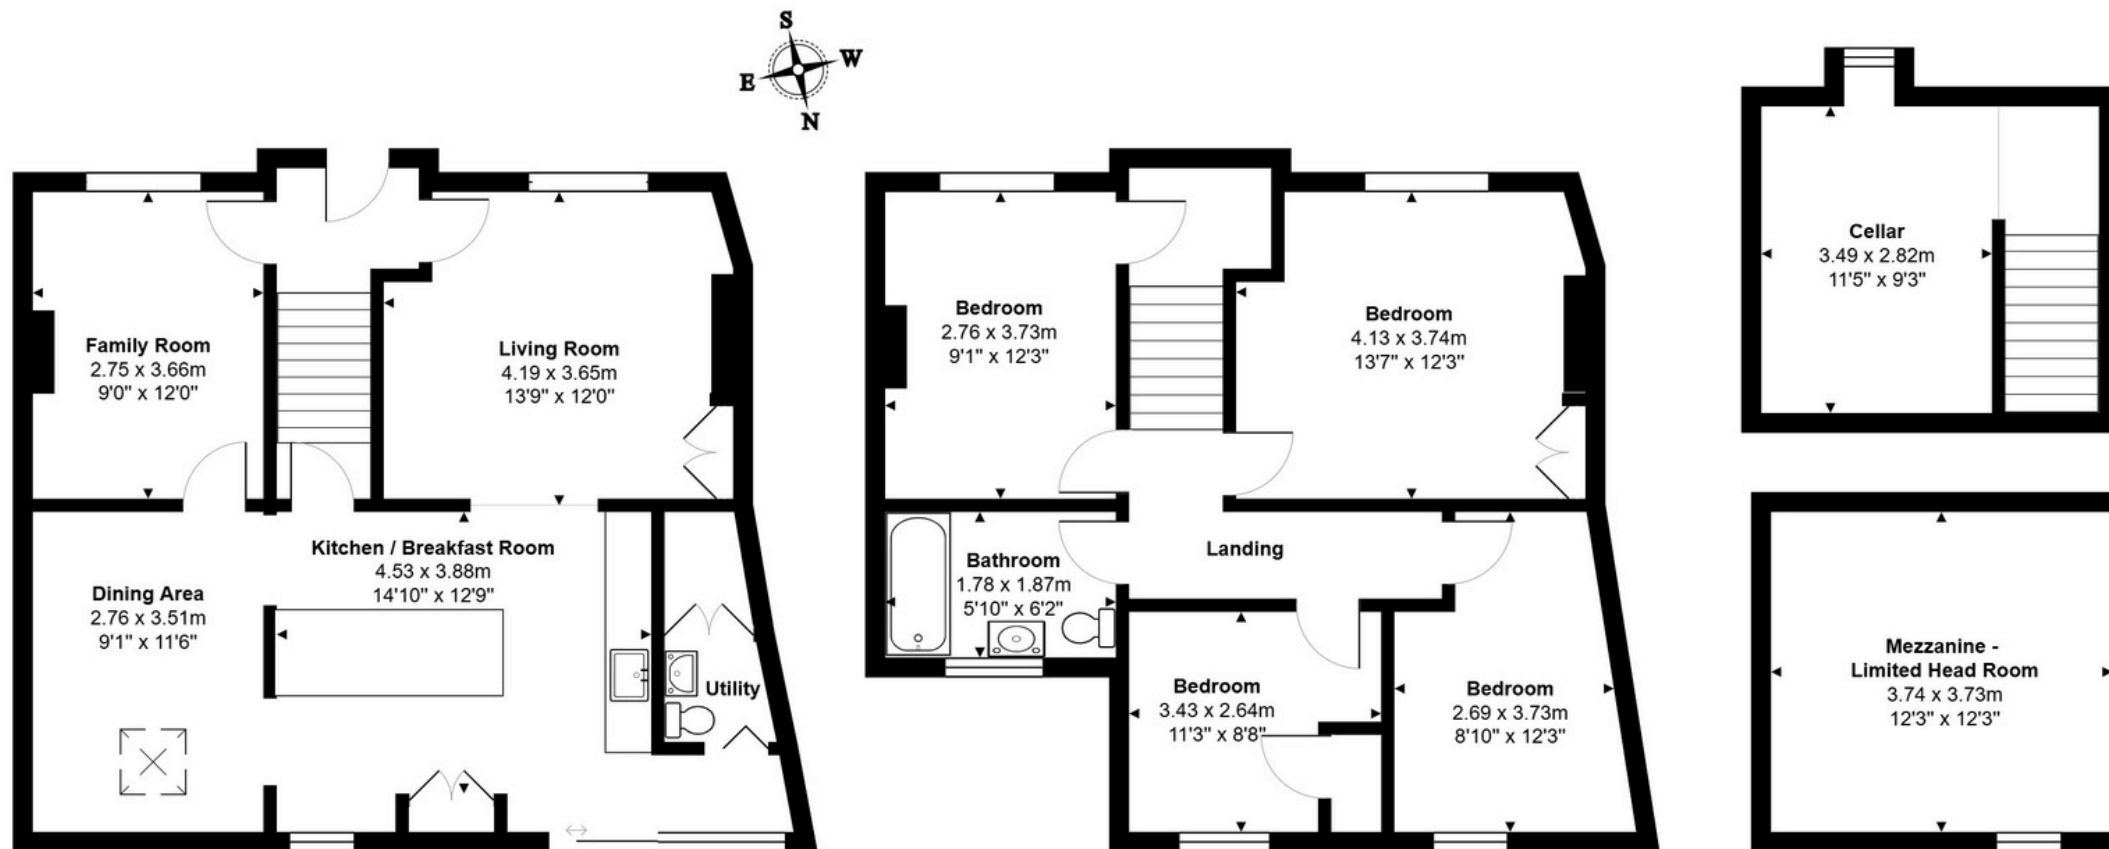 S
W
E
N
Family Room
2.75 x 3.66m
9'0" x 12'0"
Living Room
4.19 x 3.65m
13'9" x 12'0"
Kitchen / Breakfast Room
4.53 x 3.88m
14'10" x 12'9"
Dining Area
2.76 x 3.51m
9'1" x 11'6"
Utility
Bedroom
2.76 x 3.73m
9'1" x 12'3"
Bedroom
4.13 x 3.74m
13'7" x 12'3"
Bathroom
1.78 x 1.87m
5'10" x 6'2"
Landing
Bedroom
3.43 x 2.64m
11'3" x 8'8"
Bedroom
2.69 x 3.73m
8'10" x 12'3"
Cellar
3.49 x 2.82m
11'5" x 9'3"
Mezzanine -
Limited Head Room
3.74 x 3.73m
12'3" x 12'3"